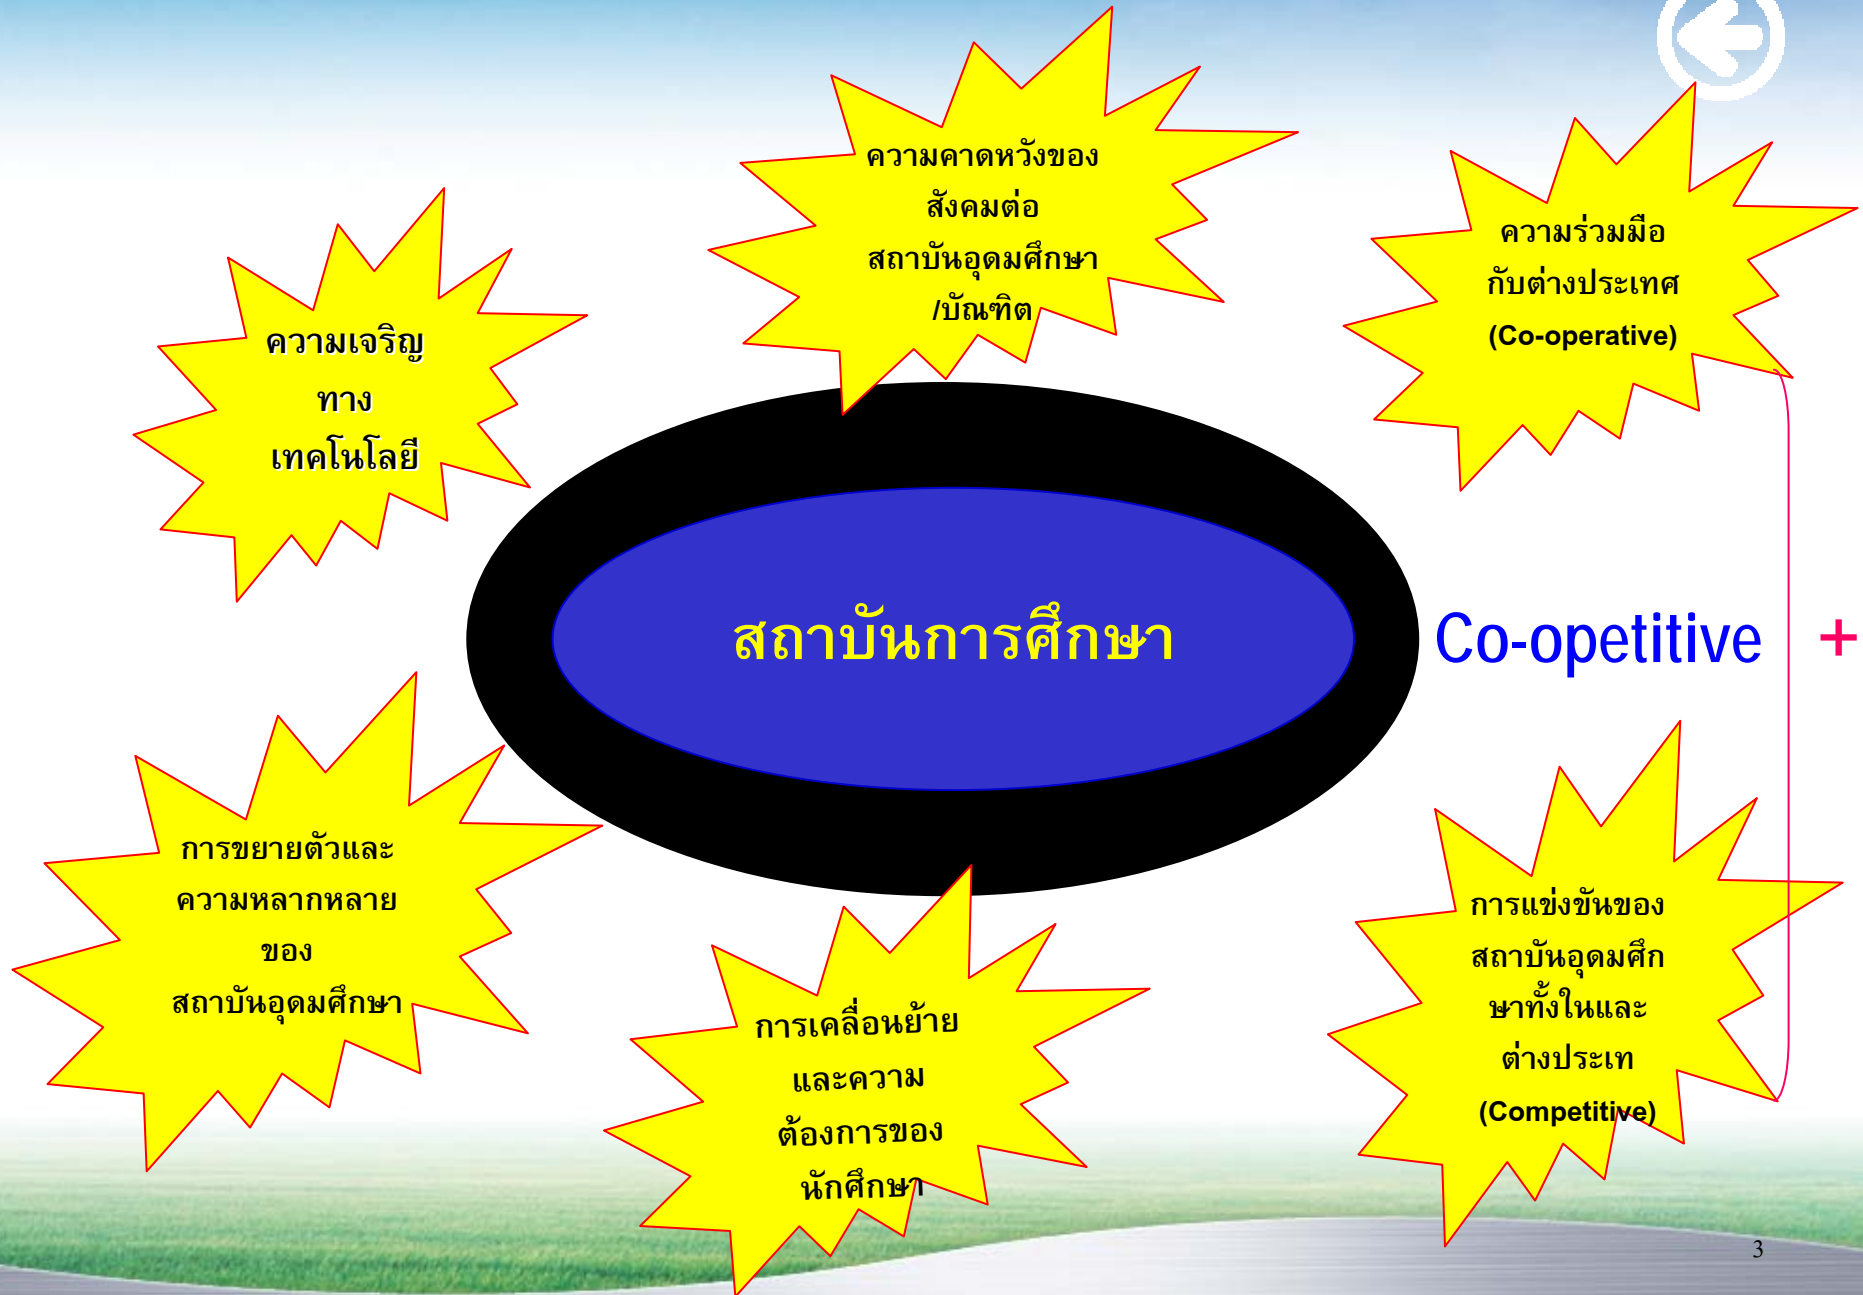 ความคาดหวังของ
สังคมต่อ
สถาบันอุดมศึกษา
/บัณฑิต
ความร่วมมือ
กับต่างประเทศ
(Co-operative)
ความเจริญ
ทาง
เทคโนโลยี
สถาบันการศึกษา
Co-opetitive +
การขยายตัวและ
ความหลากหลาย
ของ
สถาบันอุดมศึกษา
การเคลื่อนย้าย
และความ
ต้องการของ
นักศึกษา
การแข่งขันของ
สถาบันอุดมศึก
ษาทั้งในและ
ต่างประเท
(Competitive)
3